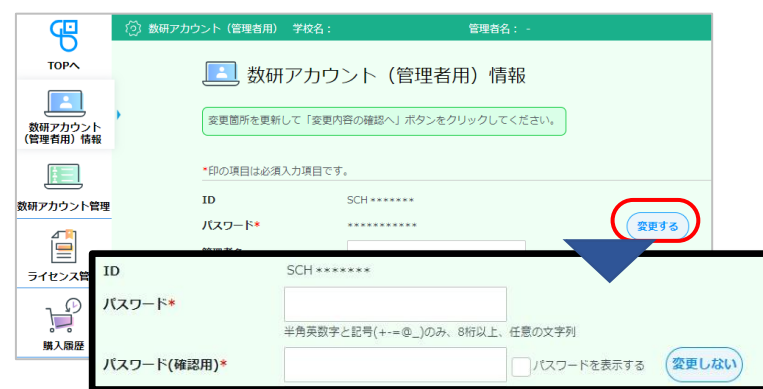 数研アカウント（管理者用） 学校名： 管理者名： -
TOPへ
数研アカウント
（管理者用）情報
数研アカウント管理
ライセンス管
購入履歴
数研アカウント（管理者用）情報
変更箇所を更新して「変更内容の確認へ」ボタンをクリックしてください。
*印の項目は必須入力項目です。
ID SCH*******
パスワード* ***********
変更する
管理者名
ID SCH*******
パスワード*
半角英数字と記号(+-=@_)のみ、8桁以上、任意の文字列
パスワード(確認用)* パスワードを表示する 変更しない